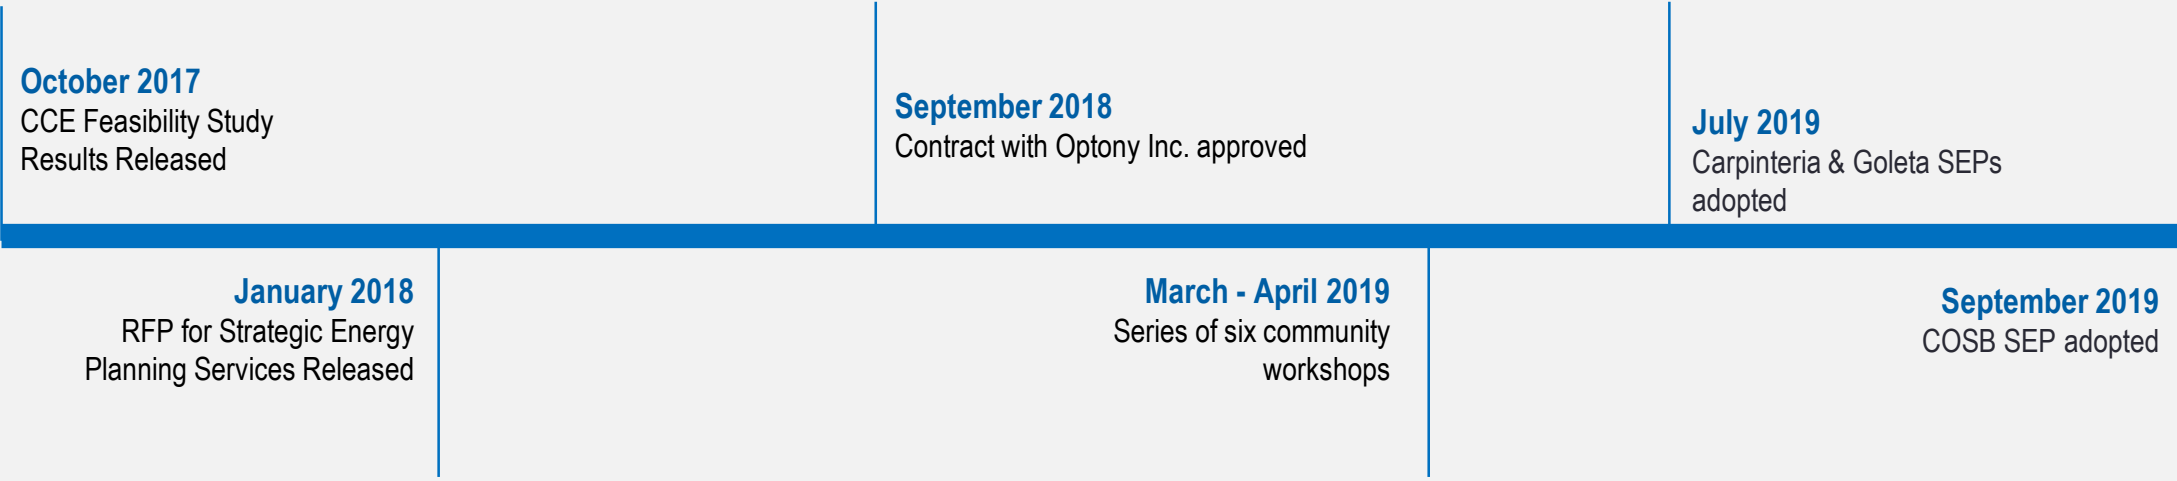 October 2017
CCE Feasibility Study
Results Released
January 2018
RFP for Strategic Energy
Planning Services Released
September 2018
Contract with Optony Inc. approved
March - April 2019
Series of six community
workshops
July 2019
Carpinteria & Goleta SEPs
adopted
September 2019
COSB SEP adopted